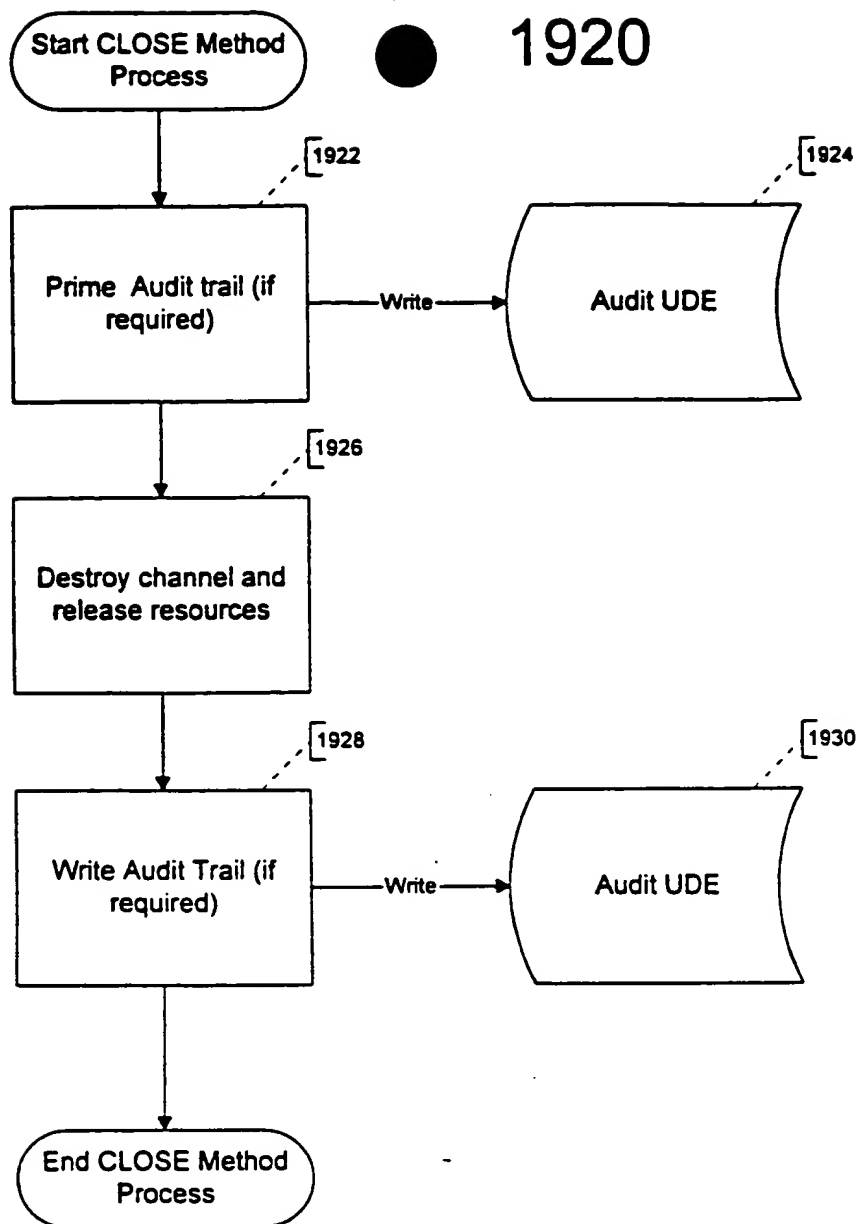 Start CLOSE Method
Process
1920
1922
1924
Prime Audit trail (if
required)
Write
Audit UDE
1926
Destroy channel and
release resources
1928
1930
Write Audit Trail (if
required)
Write
Audit UDE
End CLOSE Method
Process